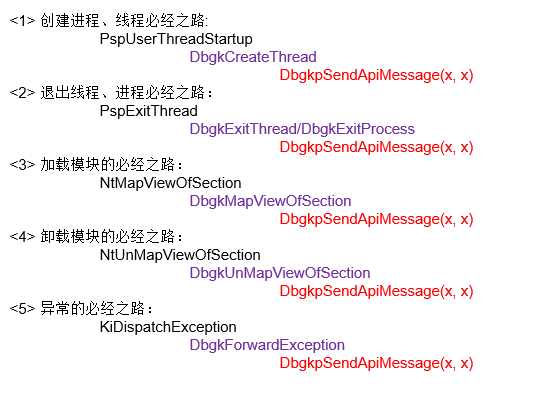 <1> 创建进程、线程必经之路:
PspUserThreadStartup
DbgkCreateThread
DbgkpSendApiMessage(x, x)
<2> 退出线程、进程必经之路：
PspExitThread
DbgkExitThread/DbgkExitProcess
DbgkpSendApiMessage(x, x)
<3> 加载模块的必经之路：
NtMapViewOfSection
DbgkMapViewOfSection
DbgkpSendApiMessage(x, x)
<4> 卸载模块的必经之路：
NtUnMapViewOfSection
DbgkUnMapViewOfSection
DbgkpSendApiMessage(x, x)
<5> 异常的必经之路：
KiDispatchException
DbgkForwardException
DbgkpSendApiMessage(x, x)